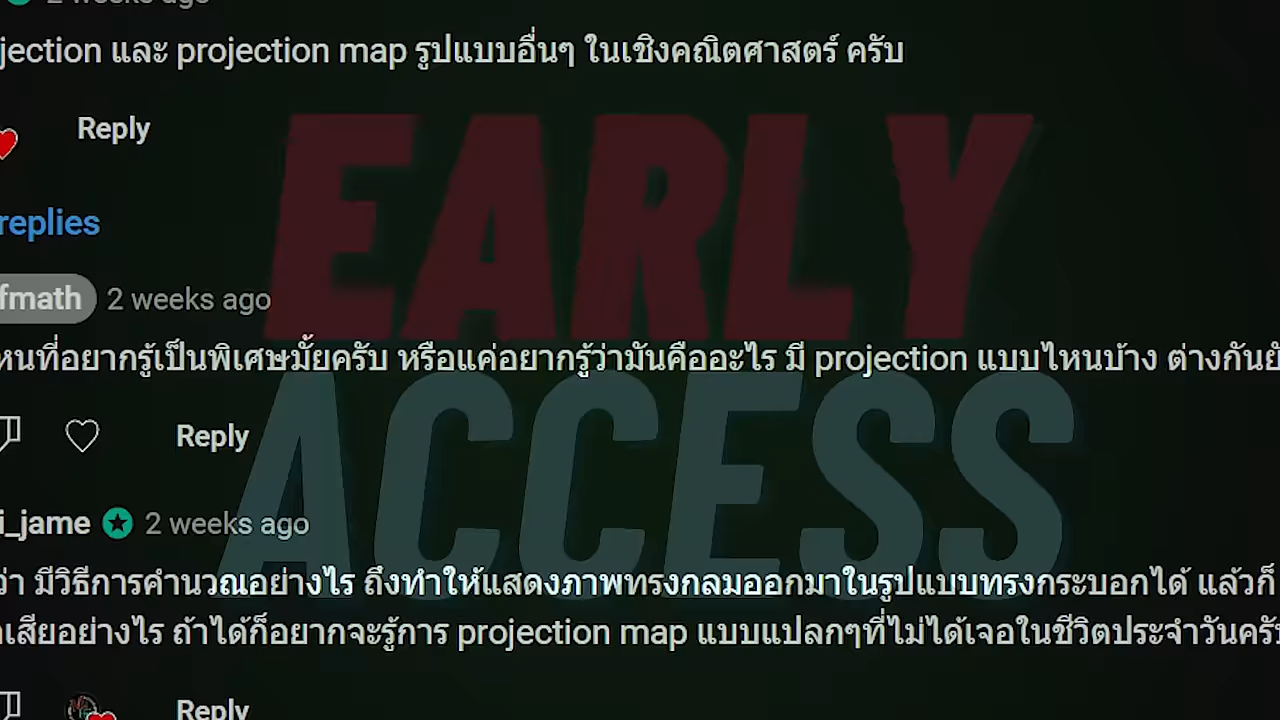 2 weeks ago
jection และ projection map รูปแบบอื่นๆ ในเชิงคณิตศาสตร์ ครับ
Reply
replies
fmath 2 weeks ago
หนที่อยากรู้เป็นพิเศษมั้ยครับ หรือแค่อยากรู้ว่ามันคืออะไร มี projection แบบไหนบ้าง ต่างกันยั
Reply
i_jame 2 weeks ago
ว่า มีวิธีการคำนวณอย่างไร ถึงทำให้แสดงภาพทรงกลมออกมาในรูปแบบทรงกระบอกได้ แล้วก็
เสียอย่างไร ถ้าได้ก็อยากจะรู้การ projection map แบบแปลกๆที่ไม่ได้เจอในชีวิตประจำวันครับ
Reply
EARLY
ACCESS